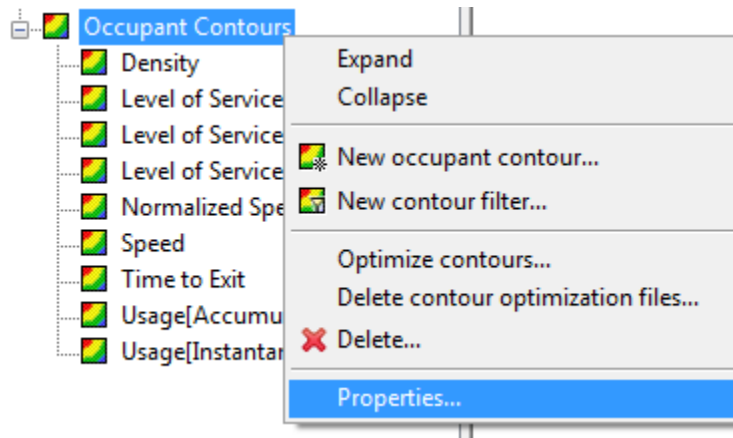 Occupant Contours
Density
Level of Service
Level of Service
Level of Service
Normalized Spe
Speed
Time to Exit
Usage[Accumu
Usage[Instantar
Expand
Collapse
New occupant contour...
New contour filter...
Optimize contours...
Delete contour optimization files...
Delete...
Properties...